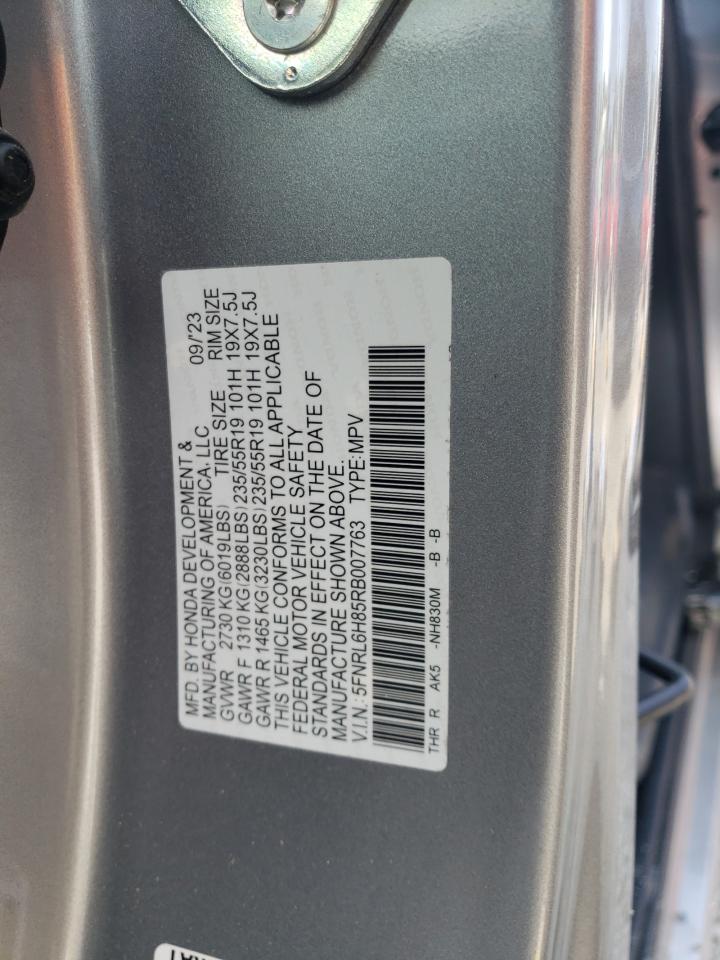 MFD. BY HONDA DEVELOPMENT &
MANUFACTURING OF AMERICA, LLC 09/'23
GVWR 2730 KG(6019LBS) TIRE SIZE RIM SIZE
GAWR F 1310 KG(2888LBS)235/55R19 101H 19X7.5J
GAWR R 1465 KG(3230LBS)235/55R19 101H 19X7.5J
THIS VEHICLE CONFORMS TO ALL APPLICABLE
FEDERAL MOTOR VEHICLE SAFETY
STANDARDS IN EFFECT ON THE DATE OF
MANUFACTURE SHOWN ABOVE.
V.I.N.: 5FNRL6H85RB007763 TYPE:MPV
THR R AK5 -NH830M -B -B